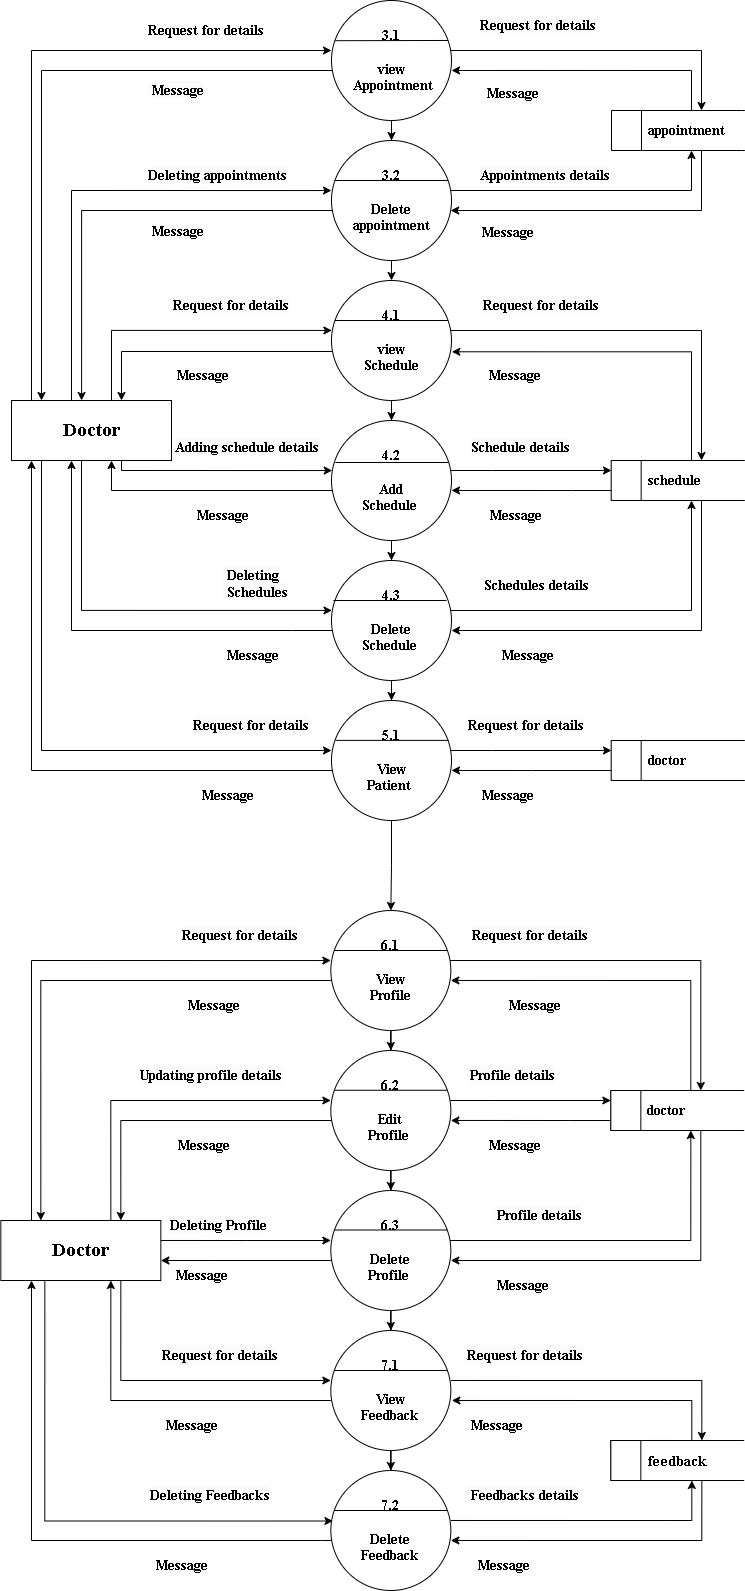 Request for details
3.1
Request for details
view
Appointment
Message
Message
appointment
Deleting appointments
3.2
Appointments details
Delete
appointment
Message
Message
Request for details
4.1
Request for details
view
Schedule
Message
Message
Doctor
Adding schedule details
4.2
Schedule details
Add
Schedule
schedule
Message
Message
Deleting
Schedules
4.3
Schedules details
Delete
Schedule
Message
Message
Request for details
5.1
Request for details
View
Patient
doctor
Message
Message
Request for details
6.1
Request for details
View
Profile
Message
Message
Updating profile details
6.2
Profile details
Edit
Profile
doctor
Message
Message
Deleting Profile
6.3
Profile details
Doctor
Delete
Profile
Message
Message
Request for details
7.1
Request for details
View
Feedback
Message
Message
feedback
Deleting Feedbacks
7.2
Feedbacks details
Delete
Feedback
Message
Message